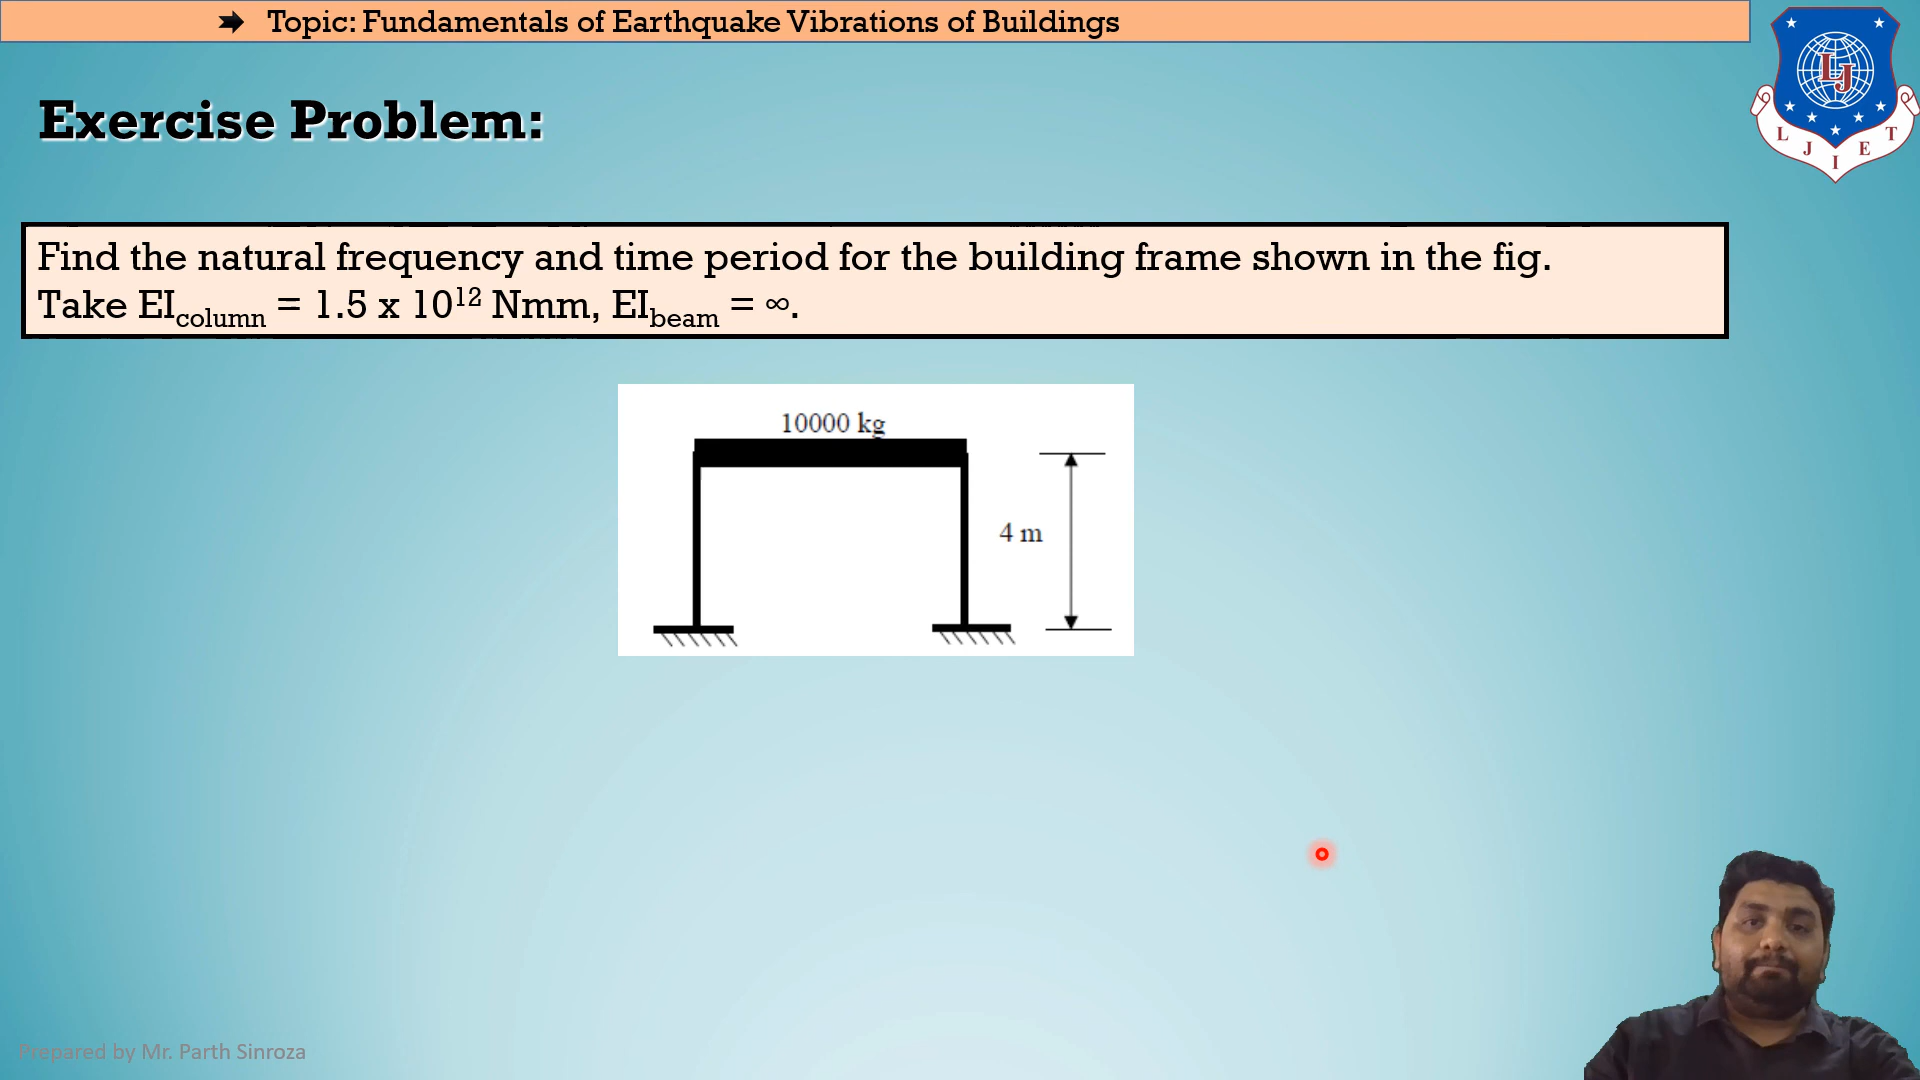 Topic: Fundamentals of Earthquake Vibrations of Buildings
LJ
L J I E T
Exercise Problem:
Find the natural frequency and time period for the building frame shown in the fig.
Take EIcolumn = 1.5 x 10¹² Nmm, EIbeam = ∞.
10000 kg
4 m
Prepared by Mr. Parth Sinroza